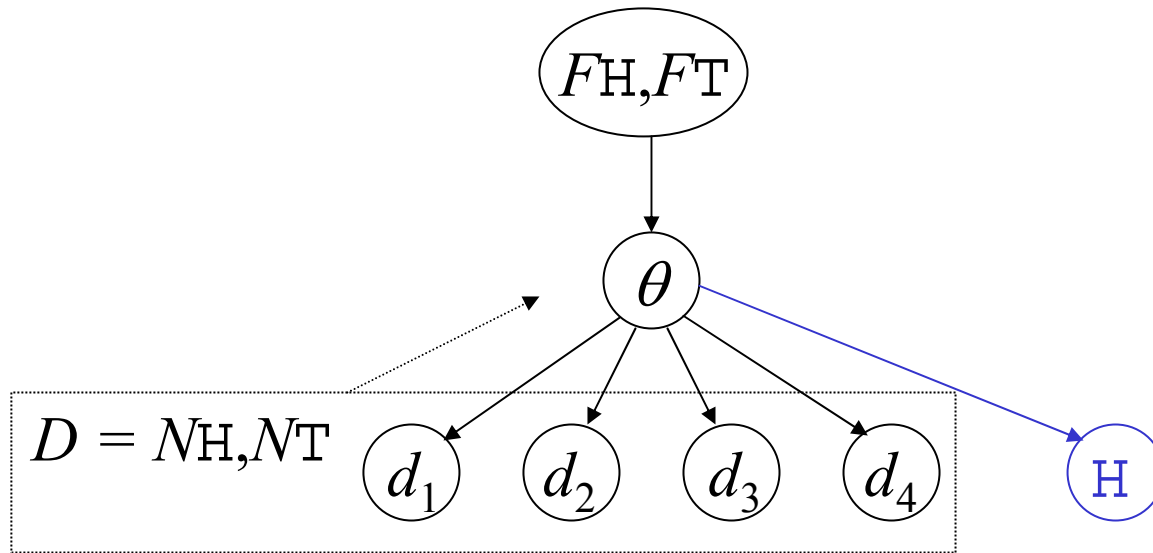 FH,FT
θ
D = NH,NT
d₁ d₂ d₃ d₄ H